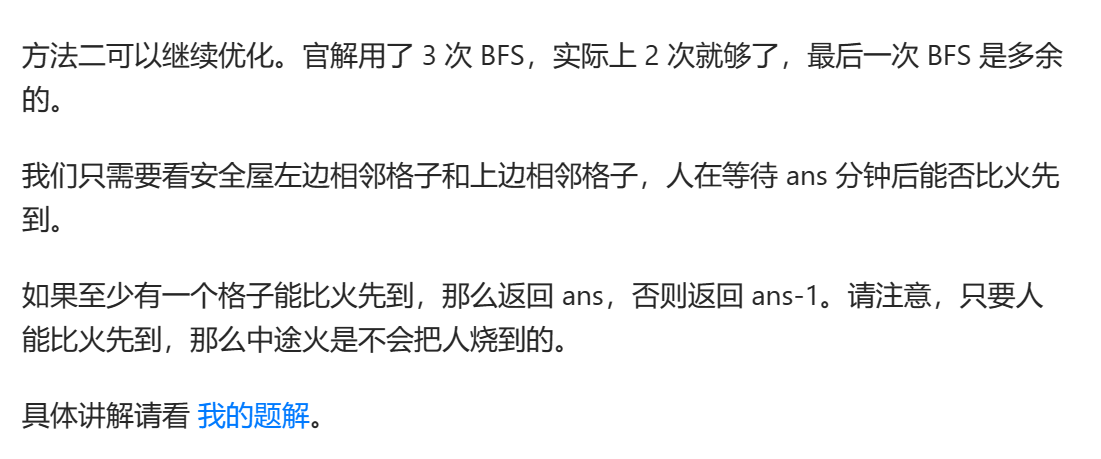 方法二可以继续优化。官解用了 3 次 BFS，实际上 2 次就够了，最后一次 BFS 是多余
的。
我们只需要看安全屋左边相邻格子和上边相邻格子，人在等待 ans 分钟后能否比火先
到。
如果至少有一个格子能比火先到，那么返回 ans，否则返回 ans-1。请注意，只要人
能比火先到，那么中途火是不会把人烧到的。
具体讲解请看 我的题解。